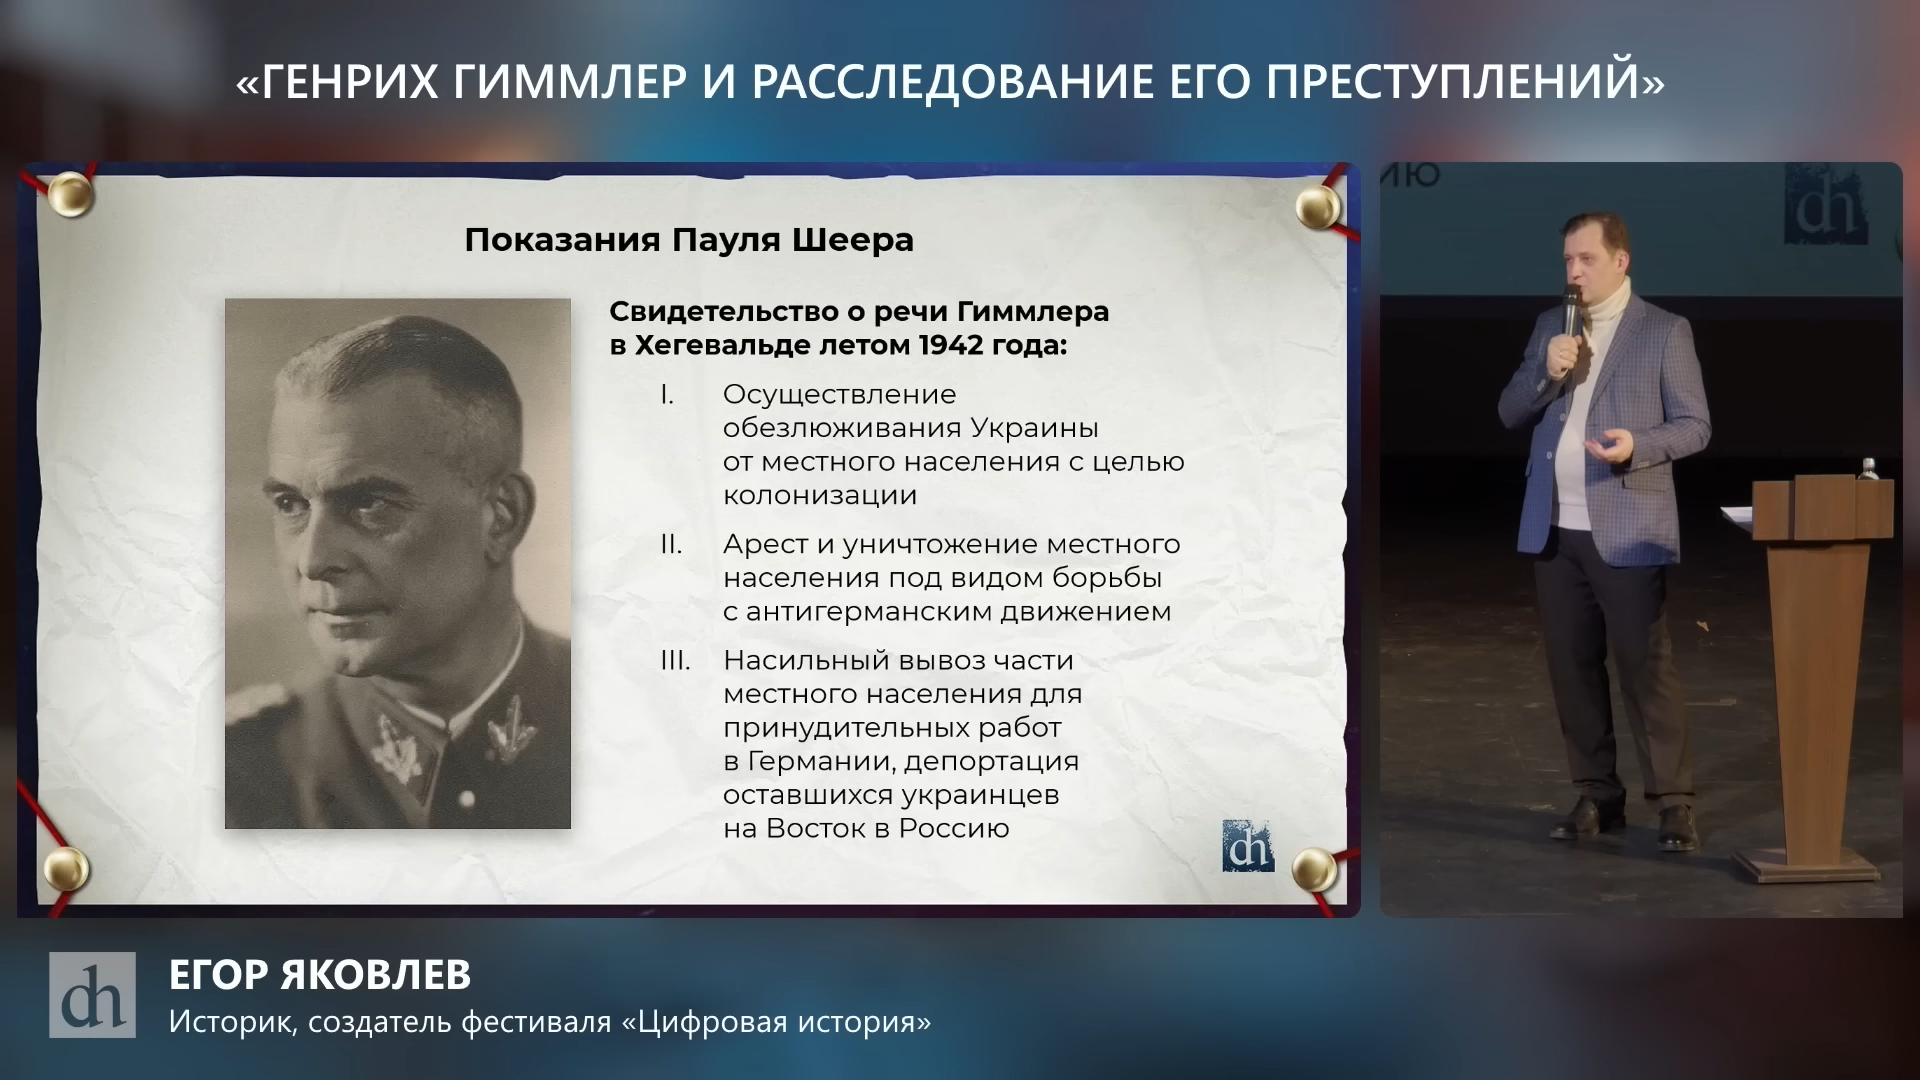 «ГЕНРИХ ГИММЛЕР И РАССЛЕДОВАНИЕ ЕГО ПРЕСТУПЛЕНИЙ»
Показания Пауля Шеера
Свидетельство о речи Гиммлера
в Хегевальде летом 1942 года:
I. Осуществление
обезлюживания Украины
от местного населения с целью
колонизации
II. Арест и уничтожение местного
населения под видом борьбы
с антигерманским движением
III. Насильный вывоз части
местного населения для
принудительных работ
в Германии, депортация
оставшихся украинцев
на Восток в Россию
dh
ИЮ
dh
dh
ЕГОР ЯКОВЛЕВ
Историк, создатель фестиваля «Цифровая история»